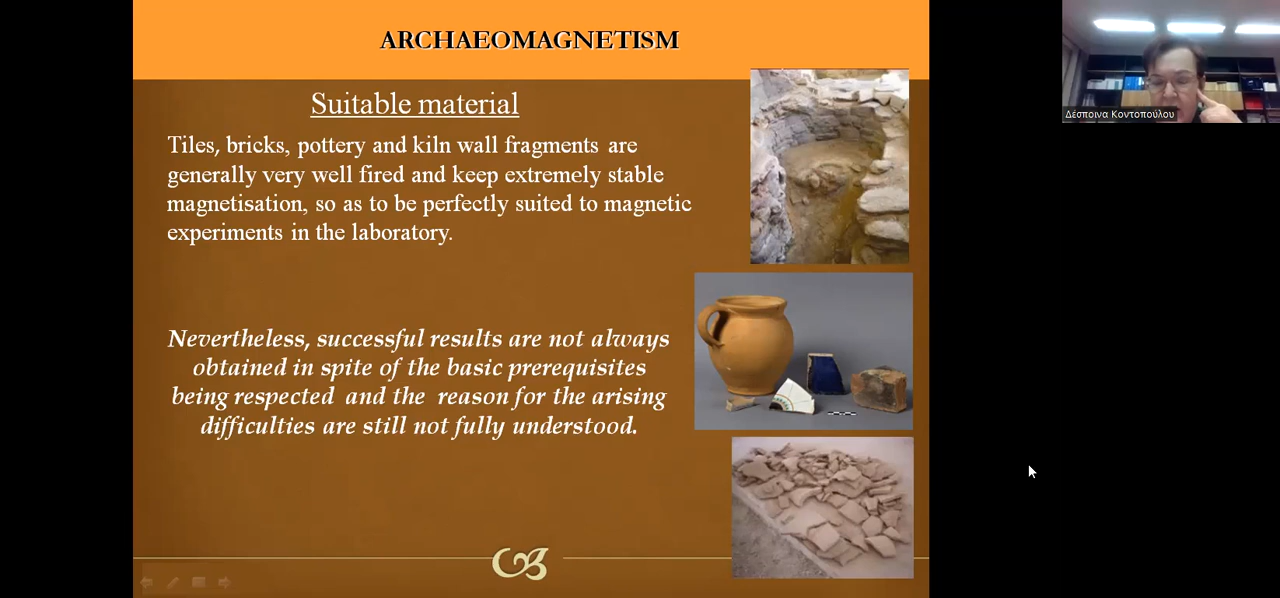 ARCHAEOMAGNETISM
Suitable material
Tiles, bricks, pottery and kiln wall fragments are
generally very well fired and keep extremely stable
magnetisation, so as to be perfectly suited to magnetic
experiments in the laboratory.
Nevertheless, successful results are not always
obtained in spite of the basic prerequisites
being respected and the reason for the arising
difficulties are still not fully understood.
Δέσποινα Κοντοπούλου